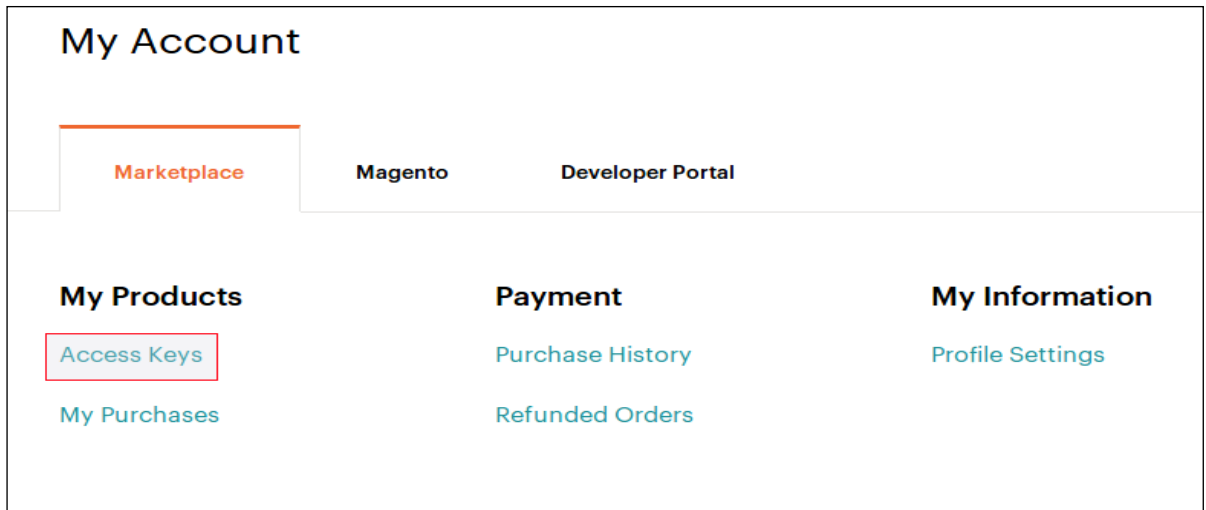 My Account
Marketplace Magento Developer Portal
My Products Payment My Information
Access Keys Purchase History Profile Settings
My Purchases Refunded Orders